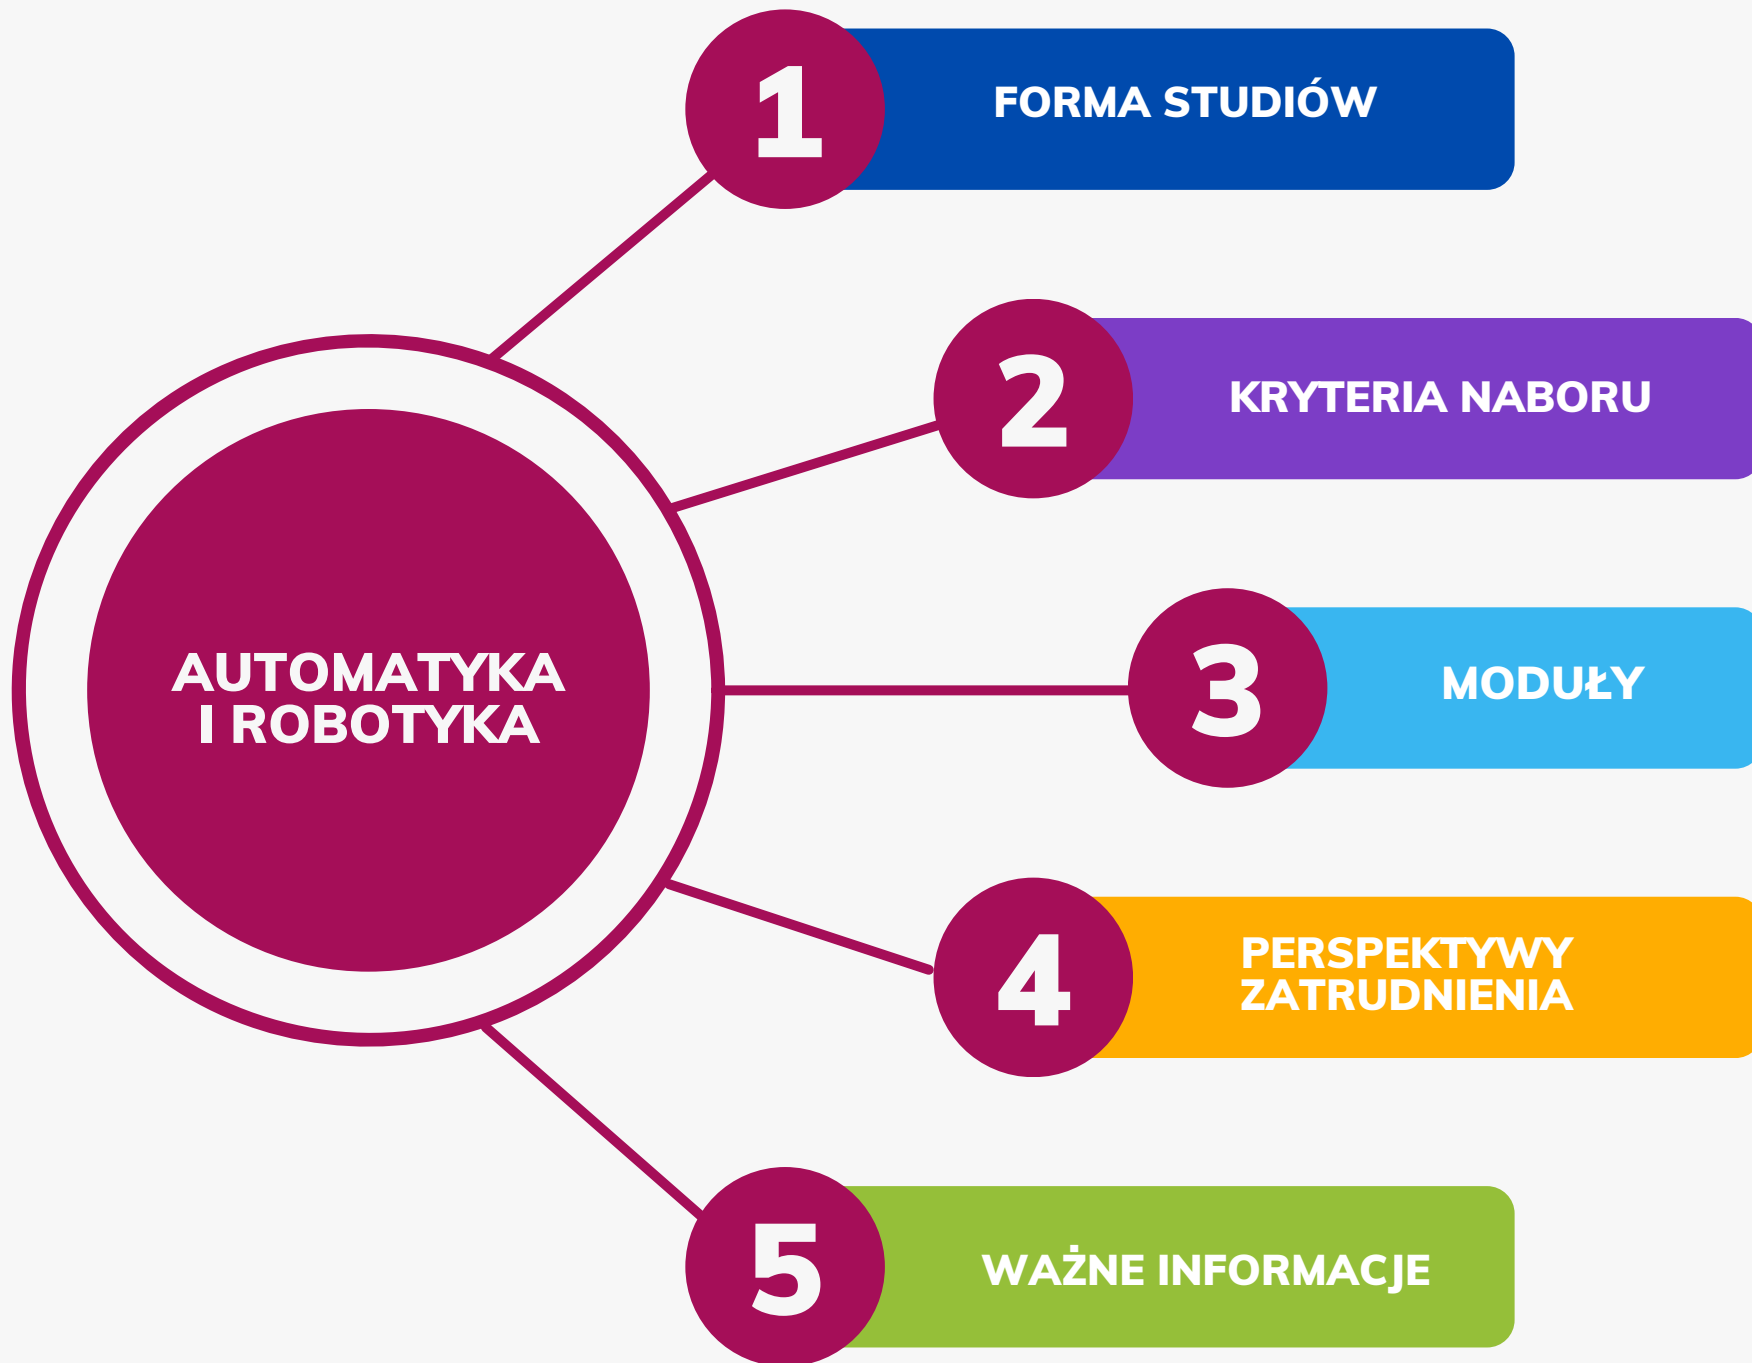 1
FORMA STUDIÓW
2
KRYTERIA NABORU
AUTOMATYKA
I ROBOTYKA
3
MODUŁY
4
PERSPEKTYWY
ZATRUDNIENIA
5
WAŻNE INFORMACJE